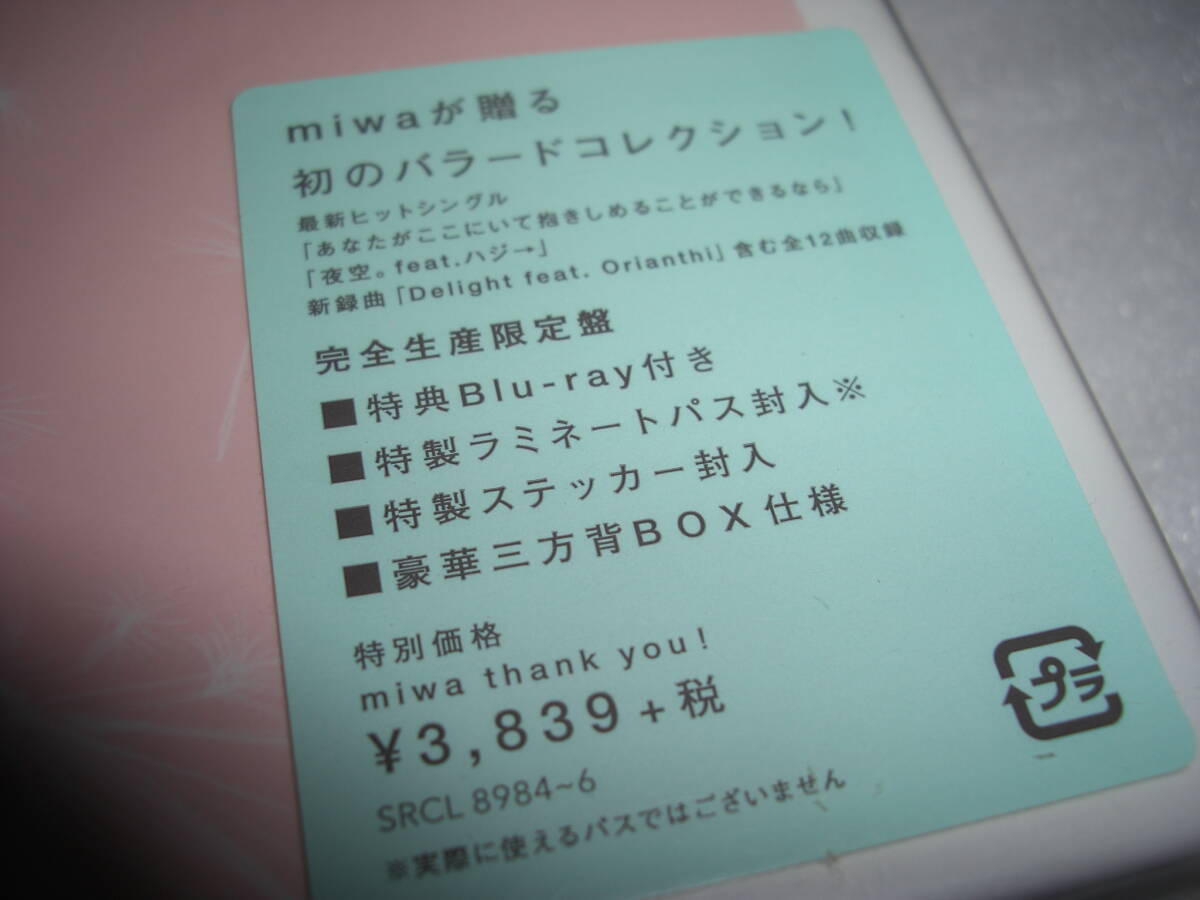 miwaが贈る
初のバラードコレクション!
最新ヒットシングル
「あなたがここにいて抱きしめることができるなら」
「夜空。feat.ハジ→」
新録曲「Delight feat. Orianthi」含む全12曲収録
完全生産限定盤
■特典Blu-ray付き
■特製ラミネートパス封入※
■特製ステッカー封入
■豪華三方背BOX仕様
特別価格
miwa thank you!
¥3,839+税
SRCL 8984~6
※実際に使えるパスではございません
プラ